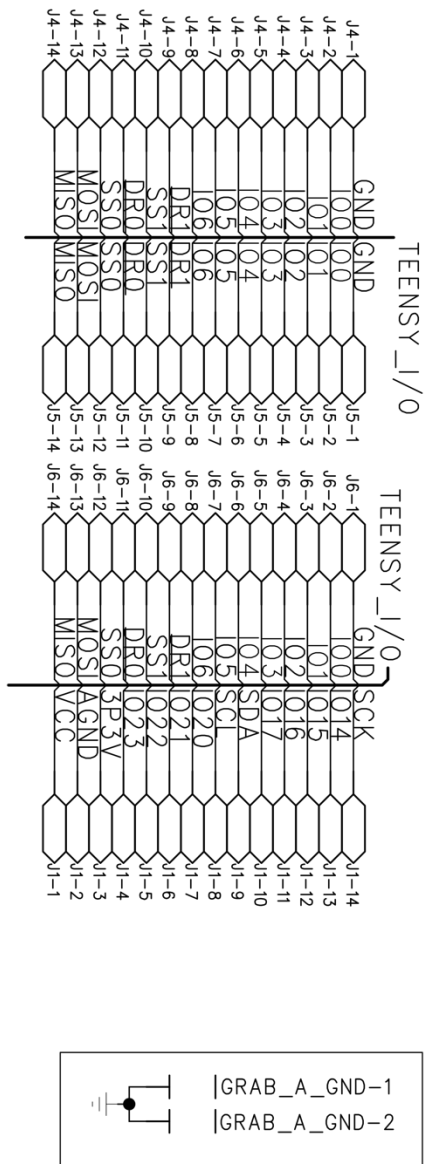 TEENSY_I/O
J4-1 GND GND J5-1
J4-2 IO0 IO0 J5-2
J4-3 IO1 IO1 J5-3
J4-4 IO2 IO2 J5-4
J4-5 IO3 IO3 J5-5
J4-6 IO4 IO4 J5-6
J4-7 IO5 IO5 J5-7
J4-8 IO6 IO6 J5-8
J4-9 DR1 DR1 J5-9
J4-10 SS1 SS1 J5-10
J4-11 DR0 DR0 J5-11
J4-12 SS0 SS0 J5-12
J4-13 MOSI MOSI J5-13
J4-14 MISO MISO J5-14
TEENSY_I/O
J6-1 GND SCK J1-14
J6-2 IO0 IO14 J1-13
J6-3 IO1 IO15 J1-12
J6-4 IO2 IO16 J1-11
J6-5 IO3 IO17 J1-10
J6-6 IO4 SDA J1-9
J6-7 IO5 SCL J1-8
J6-8 IO6 IO20 J1-7
J6-9 DR1 IO21 J1-6
J6-10 SS1 IO22 J1-5
J6-11 DR0 IO23 J1-4
J6-12 SS0 3P3V J1-3
J6-13 MOSI AGND J1-2
J6-14 MISO VCC J1-1
GRAB_A_GND-1
GRAB_A_GND-2